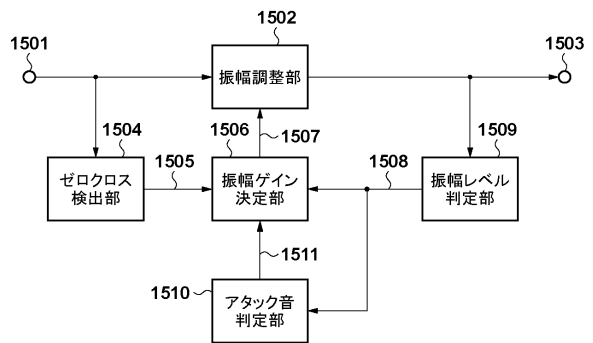 1501
1502
1503
振幅調整部
1504
1506
1507
1509
ゼロクロス
検出部
1505
振幅ゲイン
決定部
1508
振幅レベル
判定部
1511
1510
アタック音
判定部